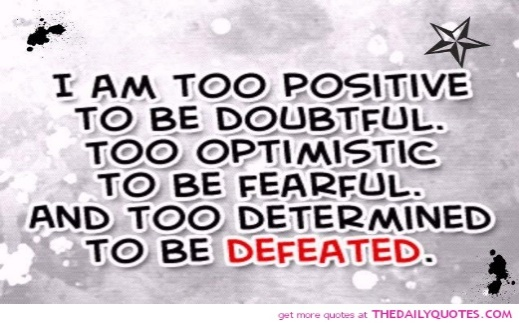 I AM TOO POSITIVE
TO BE DOUBTFUL.
TOO OPTIMISTIC
TO BE FEARFUL.
AND TOO DETERMINED
TO BE DEFEATED.
get more quotes at THEDAILYQUOTES.COM